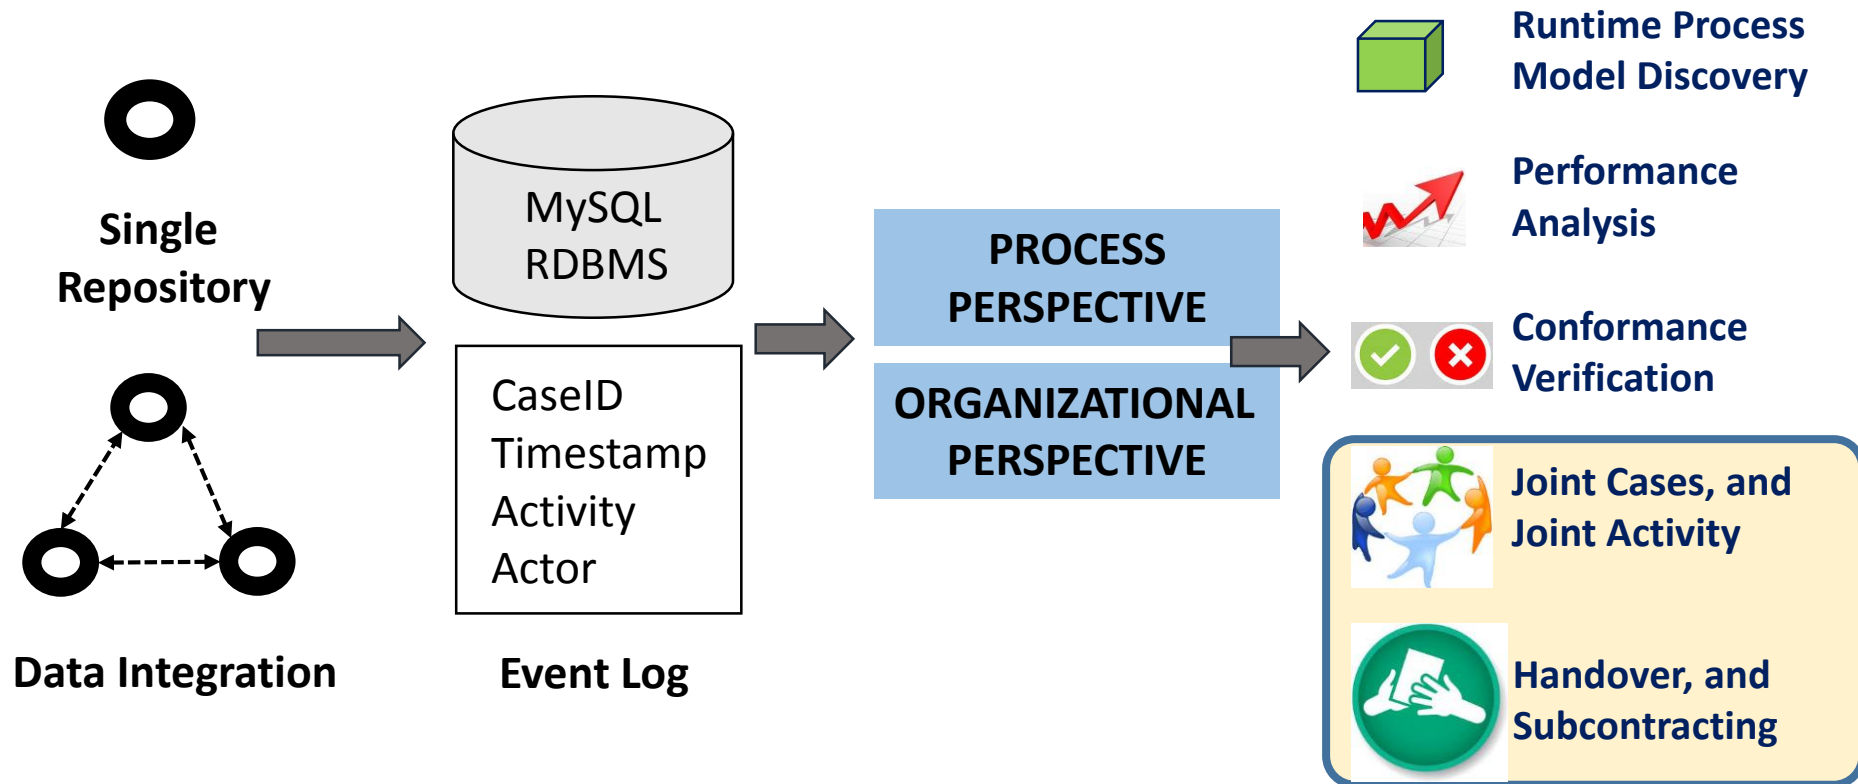 Single
Repository
Data Integration
MySQL
RDBMS
CaseID
Timestamp
Activity
Actor
Event Log
PROCESS
PERSPECTIVE
ORGANIZATIONAL
PERSPECTIVE
Runtime Process
Model Discovery
Performance
Analysis
Conformance
Verification
Joint Cases, and
Joint Activity
Handover, and
Subcontracting